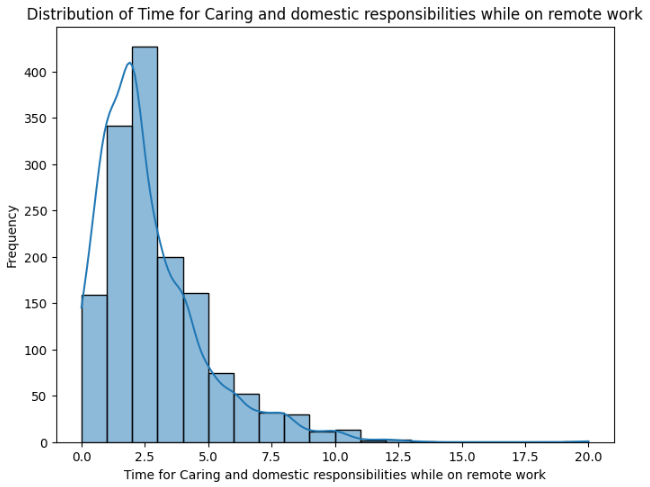 Distribution of Time for Caring and domestic responsibilities while on remote work
400
350
300
250
200
150
100
50
0
Frequency
0.0 2.5 5.0 7.5 10.0 12.5 15.0 17.5 20.0
Time for Caring and domestic responsibilities while on remote work